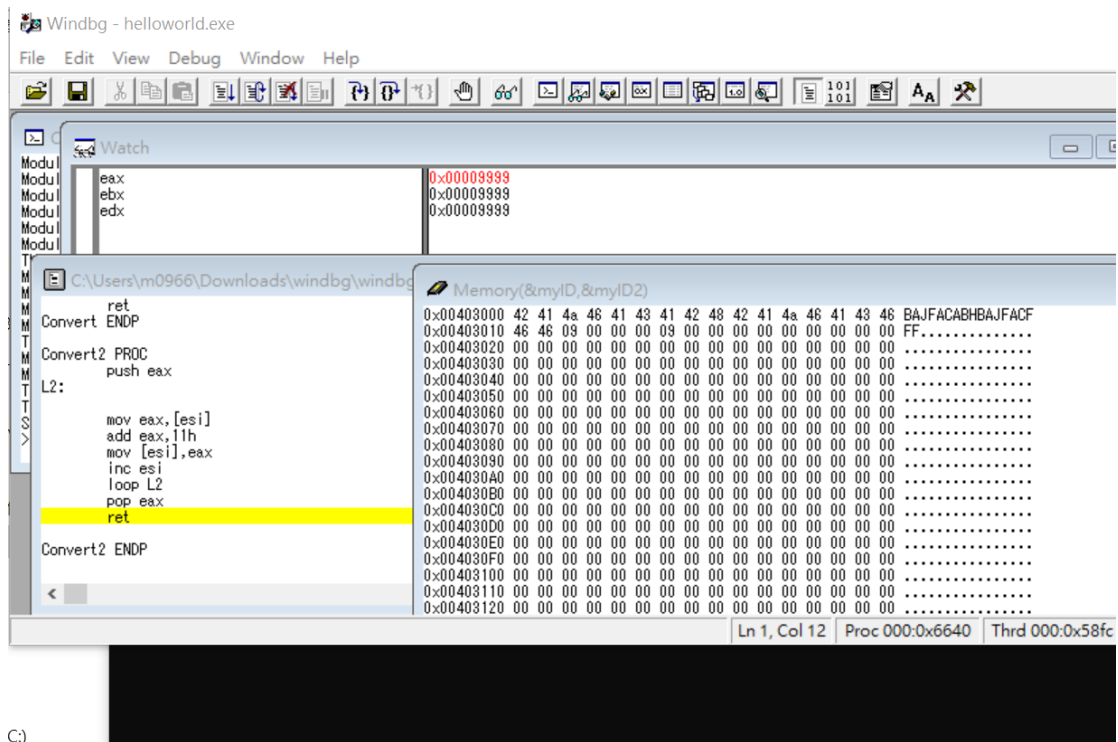 Windbg - helloworld.exe
File Edit View Debug Window Help
Watch
Modul
Modul
Modul
Modul
Modul
Modul
eax 0x00009999
ebx 0x00009999
edx 0x00009999
C:\Users\m0966\Downloads\windbg\windbg
ret
Convert ENDP
Convert2 PROC
push eax
L2:
mov eax,[esi]
add eax,11h
mov [esi],eax
inc esi
loop L2
pop eax
ret
Convert2 ENDP
Memory(&myID,&myID2)
0x00403000 42 41 4a 46 41 43 41 42 48 42 41 4a 46 41 43 46 BAJFACABHBAJFACF
0x00403010 46 46 09 00 00 00 09 00 00 00 00 00 00 00 00 00 FF..............
0x00403020 00 00 00 00 00 00 00 00 00 00 00 00 00 00 00 00 ................
0x00403030 00 00 00 00 00 00 00 00 00 00 00 00 00 00 00 00 ................
0x00403040 00 00 00 00 00 00 00 00 00 00 00 00 00 00 00 00 ................
0x00403050 00 00 00 00 00 00 00 00 00 00 00 00 00 00 00 00 ................
0x00403060 00 00 00 00 00 00 00 00 00 00 00 00 00 00 00 00 ................
0x00403070 00 00 00 00 00 00 00 00 00 00 00 00 00 00 00 00 ................
0x00403080 00 00 00 00 00 00 00 00 00 00 00 00 00 00 00 00 ................
0x00403090 00 00 00 00 00 00 00 00 00 00 00 00 00 00 00 00 ................
0x004030A0 00 00 00 00 00 00 00 00 00 00 00 00 00 00 00 00 ................
0x004030B0 00 00 00 00 00 00 00 00 00 00 00 00 00 00 00 00 ................
0x004030C0 00 00 00 00 00 00 00 00 00 00 00 00 00 00 00 00 ................
0x004030D0 00 00 00 00 00 00 00 00 00 00 00 00 00 00 00 00 ................
0x004030E0 00 00 00 00 00 00 00 00 00 00 00 00 00 00 00 00 ................
0x004030F0 00 00 00 00 00 00 00 00 00 00 00 00 00 00 00 00 ................
0x00403100 00 00 00 00 00 00 00 00 00 00 00 00 00 00 00 00 ................
0x00403110 00 00 00 00 00 00 00 00 00 00 00 00 00 00 00 00 ................
0x00403120 00 00 00 00 00 00 00 00 00 00 00 00 00 00 00 00 ................
Ln 1, Col 12 Proc 000:0x6640 Thrd 000:0x58fc
C:)